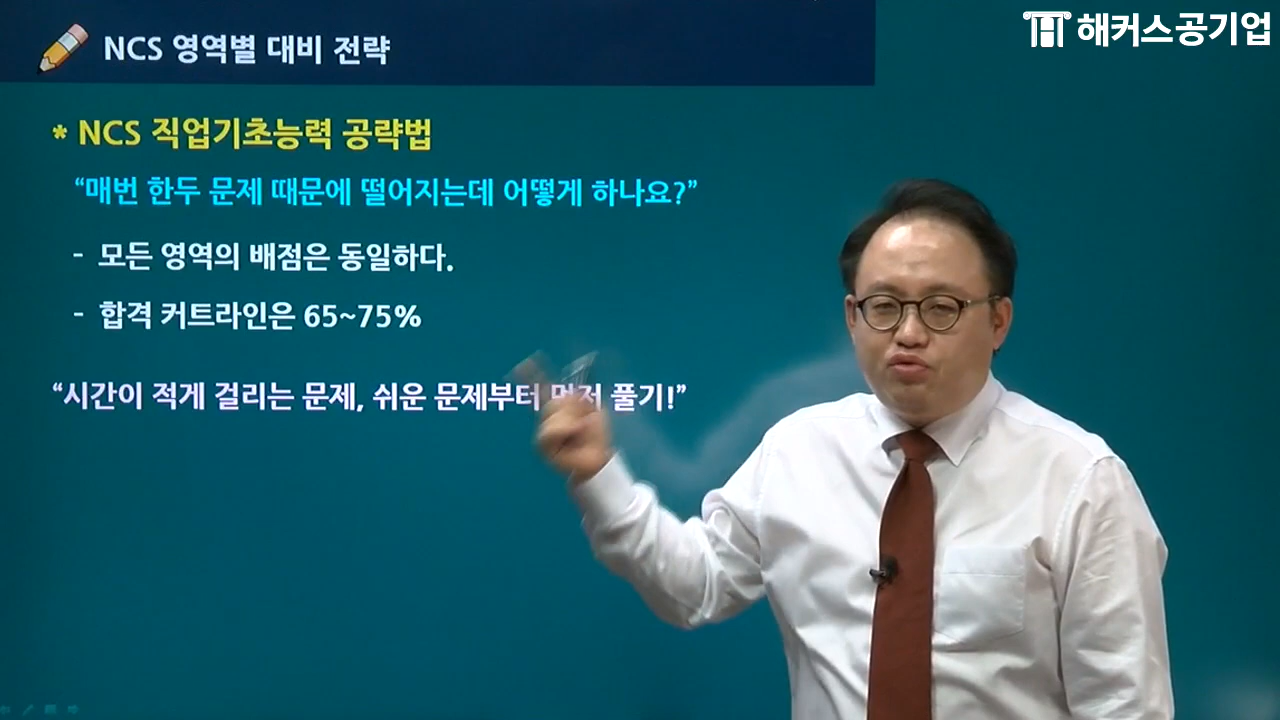 해커스공기업
NCS 영역별 대비 전략
* NCS 직업기초능력 공략법
“매번 한두 문제 때문에 떨어지는데 어떻게 하나요?”
- 모든 영역의 배점은 동일하다.
- 합격 커트라인은 65~75%
“시간이 적게 걸리는 문제, 쉬운 문제부터 먼저 풀기!”